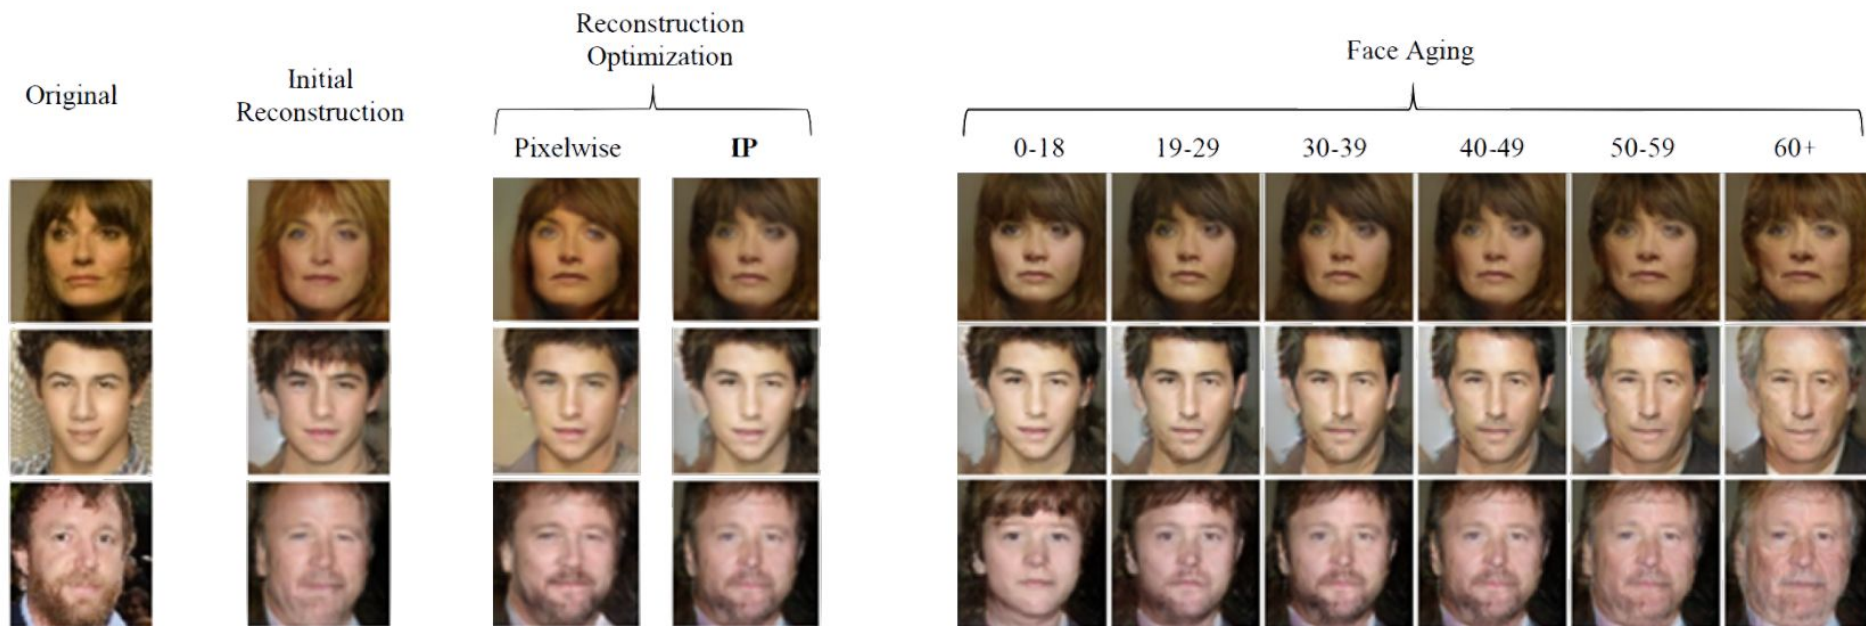 Original
Initial
Reconstruction
Reconstruction
Optimization
Pixelwise
IP
Face Aging
0-18
19-29
30-39
40-49
50-59
60+